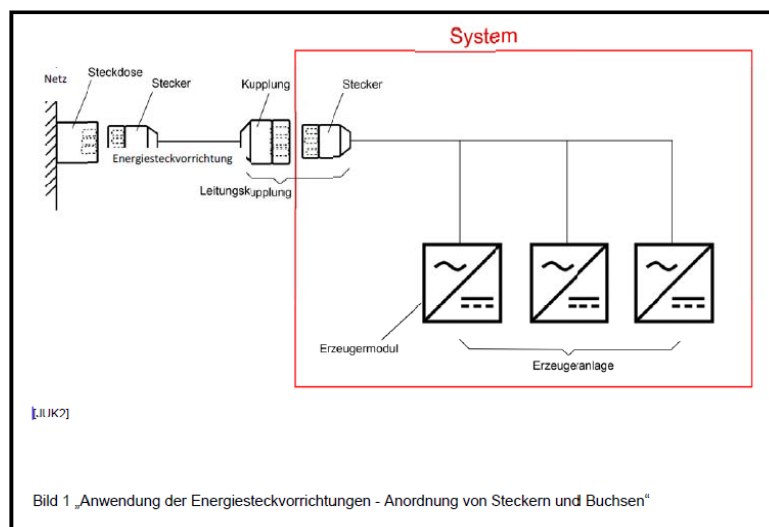 System
Netz
Steckdose
Stecker
Kupplung
Stecker
Energiesteckvorrichtung
Leitungskupplung
Erzeugermodul
Erzeugeranlage
[JUK2]
Bild 1 „Anwendung der Energiesteckvorrichtungen - Anordnung von Steckern und Buchsen“